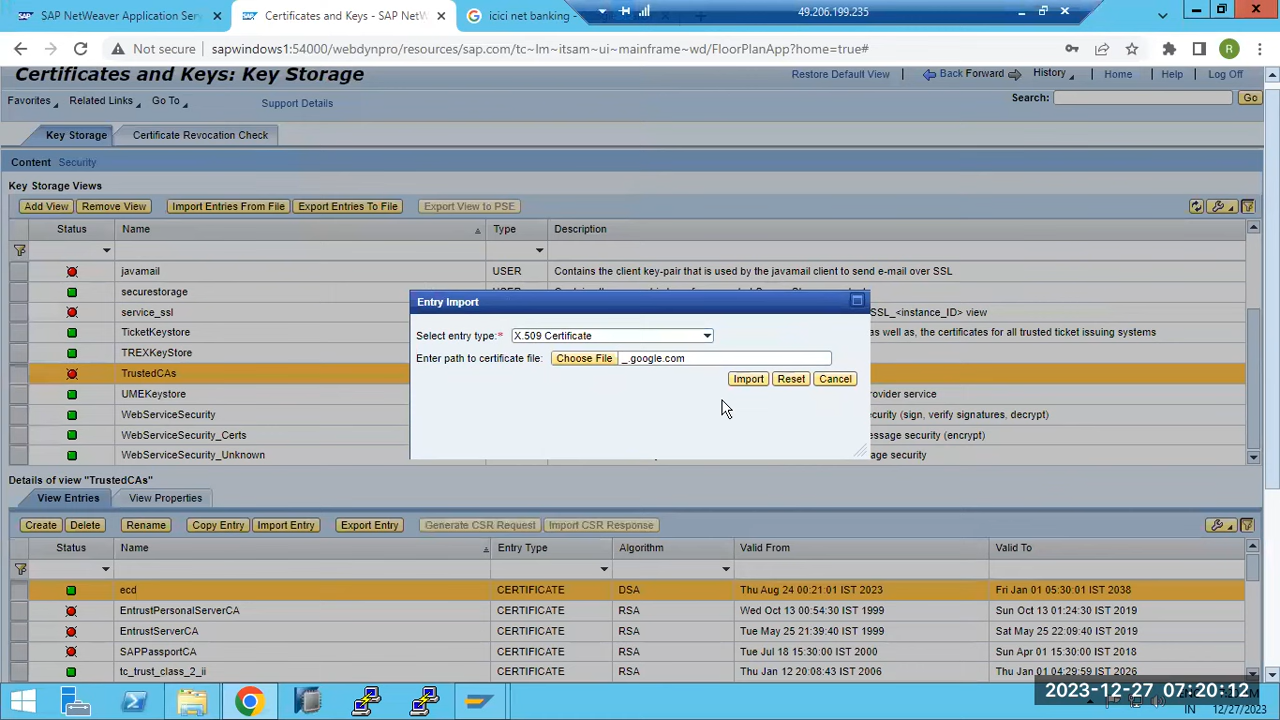 SAP NetWeaver Application Serv
Certificates and Keys - SAP NetW
icici net banking -
49.206.199.235
Not secure
sapwindows1:54000/webdynpro/resources/sap.com/tc~lm~itsam~ui~mainframe~wd/FloorPlanApp?home=true#
R
Certificates and Keys: Key Storage
Restore Default View
Back Forward
History
Home
Help
Log Off
Favorites
Related Links
Go To
Support Details
Search:
Go
Key Storage
Certificate Revocation Check
Content Security
Key Storage Views
Add View
Remove View
Import Entries From File
Export Entries To File
Export View to PSE
Status Name Type Description
javamail USER Contains the client key-pair that is used by the javamail client to send e-mail over SSL
securestorage
service_ssl SSL_<instance_ID> view
TicketKeystore as well as, the certificates for all trusted ticket issuing systems
TREXKeyStore
TrustedCAs
UMEKeystore ovider service
WebServiceSecurity ecurity (sign, verify signatures, decrypt)
WebServiceSecurity_Certs essage security (encrypt)
WebServiceSecurity_Unknown age security
Entry Import
Select entry type:* X.509 Certificate
Enter path to certificate file: Choose File _.google.com
Import
Reset
Cancel
Details of view "TrustedCAs"
View Entries
View Properties
Create
Delete
Rename
Copy Entry
Import Entry
Export Entry
Generate CSR Request
Import CSR Response
Status Name Entry Type Algorithm Valid From Valid To
ecd CERTIFICATE DSA Thu Aug 24 00:21:01 IST 2023 Fri Jan 01 05:30:01 IST 2038
EntrustPersonalServerCA CERTIFICATE RSA Wed Oct 13 00:54:30 IST 1999 Sun Oct 13 01:24:30 IST 2019
EntrustServerCA CERTIFICATE RSA Tue May 25 21:39:40 IST 1999 Sat May 25 22:09:40 IST 2019
SAPPassportCA CERTIFICATE RSA Tue Jul 18 15:30:00 IST 2000 Sun Apr 01 15:30:00 IST 2018
tc_trust_class_2_ii CERTIFICATE RSA Thu Jan 12 20:08:43 IST 2006 Thu Jan 01 04:29:59 IST 2026
2023-12-27 07:20:12
IN 12/27/2023